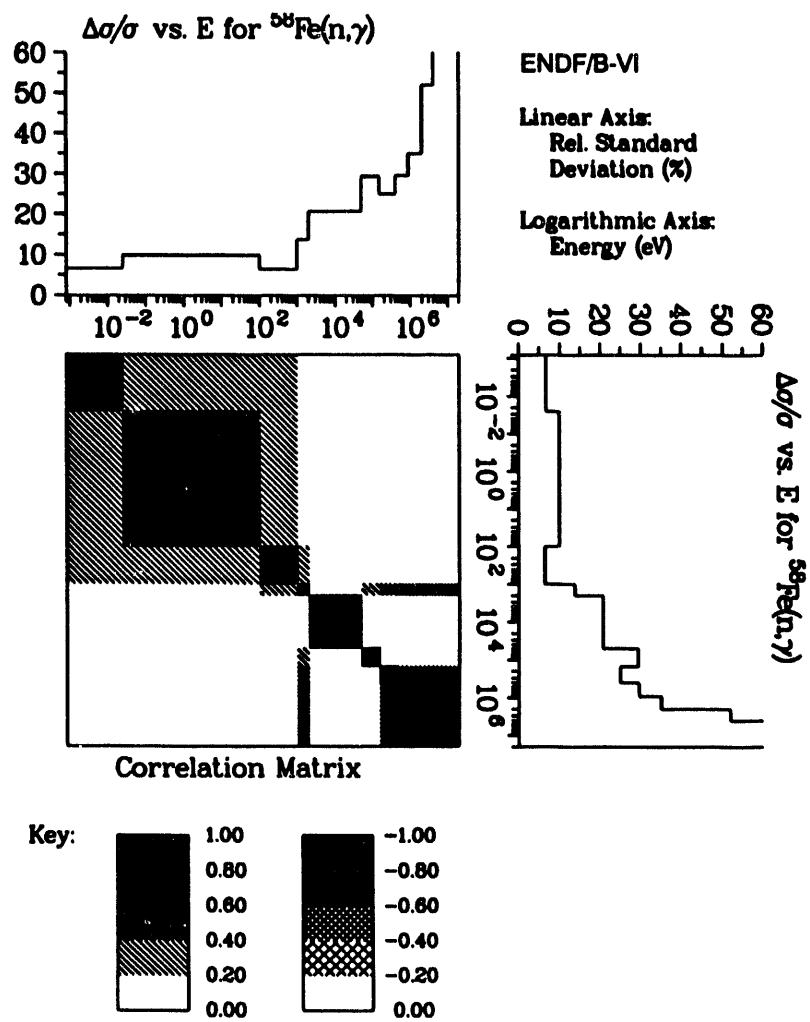 Δσ/σ vs. E for ⁵⁸Fe(n,γ)
60
50
40
30
20
10
0
10⁻² 10⁰ 10² 10⁴ 10⁶
ENDF/B-VI
Linear Axis:
Rel. Standard
Deviation (%)
Logarithmic Axis:
Energy (eV)
0 10 20 30 40 50 60
10⁻²
10⁰
10²
10⁴
10⁶
Δσ/σ vs. E for ⁵⁸Fe(n,γ)
Correlation Matrix
Key:
1.00
0.80
0.60
0.40
0.20
0.00
-1.00
-0.80
-0.60
-0.40
-0.20
0.00